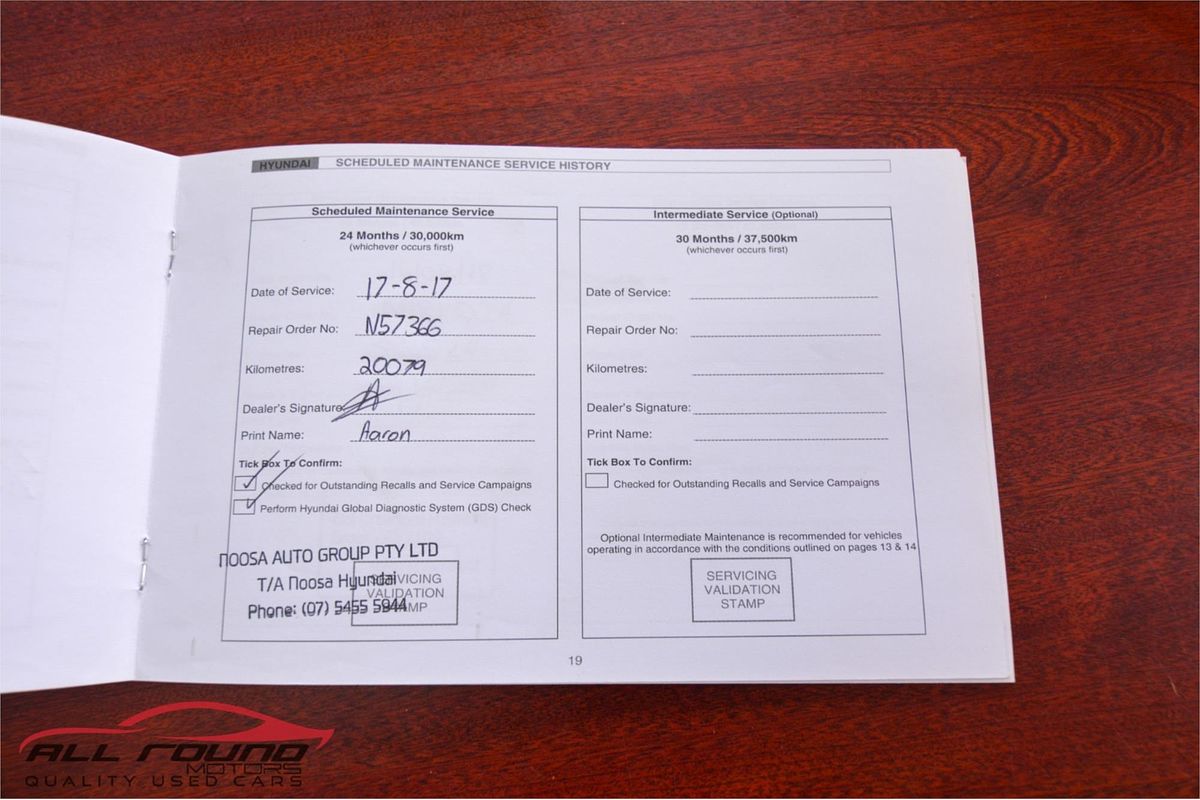 HYUNDAI SCHEDULED MAINTENANCE SERVICE HISTORY
Scheduled Maintenance Service
24 Months / 30,000km
(whichever occurs first)
Date of Service: 17-8-17
Repair Order No: N57366
Kilometres: 20079
Dealer's Signature
Print Name: Aaron
Tick Box To Confirm:
Checked for Outstanding Recalls and Service Campaigns
Perform Hyundai Global Diagnostic System (GDS) Check
NOOSA AUTO GROUP PTY LTD
T/A Noosa Hyundai
Phone: (07) 5455 5944
SERVICING
VALIDATION
STAMP
Intermediate Service (Optional)
30 Months / 37,500km
(whichever occurs first)
Date of Service:
Repair Order No:
Kilometres:
Dealer's Signature:
Print Name:
Tick Box To Confirm:
Checked for Outstanding Recalls and Service Campaigns
Optional Intermediate Maintenance is recommended for vehicles
operating in accordance with the conditions outlined on pages 13 & 14
SERVICING
VALIDATION
STAMP
19
ALL ROUND
MOTORS
QUALITY USED CARS